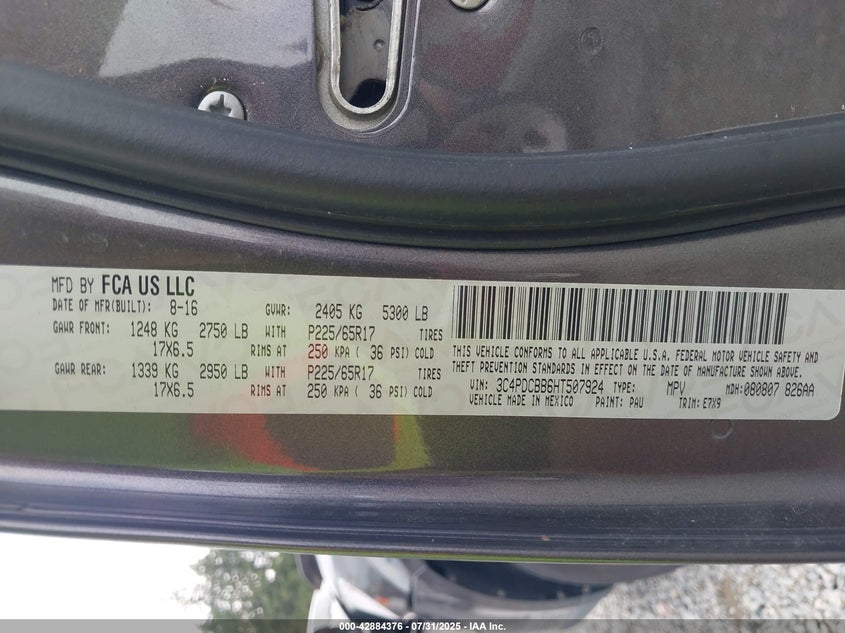 MFD BY FCA US LLC
DATE OF MFR(BUILT): 8-16 GVWR: 2405 KG 5300 LB
GAWR FRONT: 1248 KG 2750 LB WITH P225/65R17 TIRES
17X6.5 RIMS AT 250 KPA ( 36 PSI) COLD
GAWR REAR: 1339 KG 2950 LB WITH P225/65R17 TIRES
17X6.5 RIMS AT 250 KPA ( 36 PSI) COLD
THIS VEHICLE CONFORMS TO ALL APPLICABLE U.S.A. FEDERAL MOTOR VEHICLE SAFETY AND
THEFT PREVENTION STANDARDS IN EFFECT ON THE DATE OF MANUFACTURE SHOWN ABOVE.
VIN: 3C4PDCBB6HT507924 TYPE: MPV MDH: 080807 826AA
VEHICLE MADE IN MEXICO PAINT: PAU TRIM: E7X9
000-42884376 - 07/31/2025 - IAA Inc.